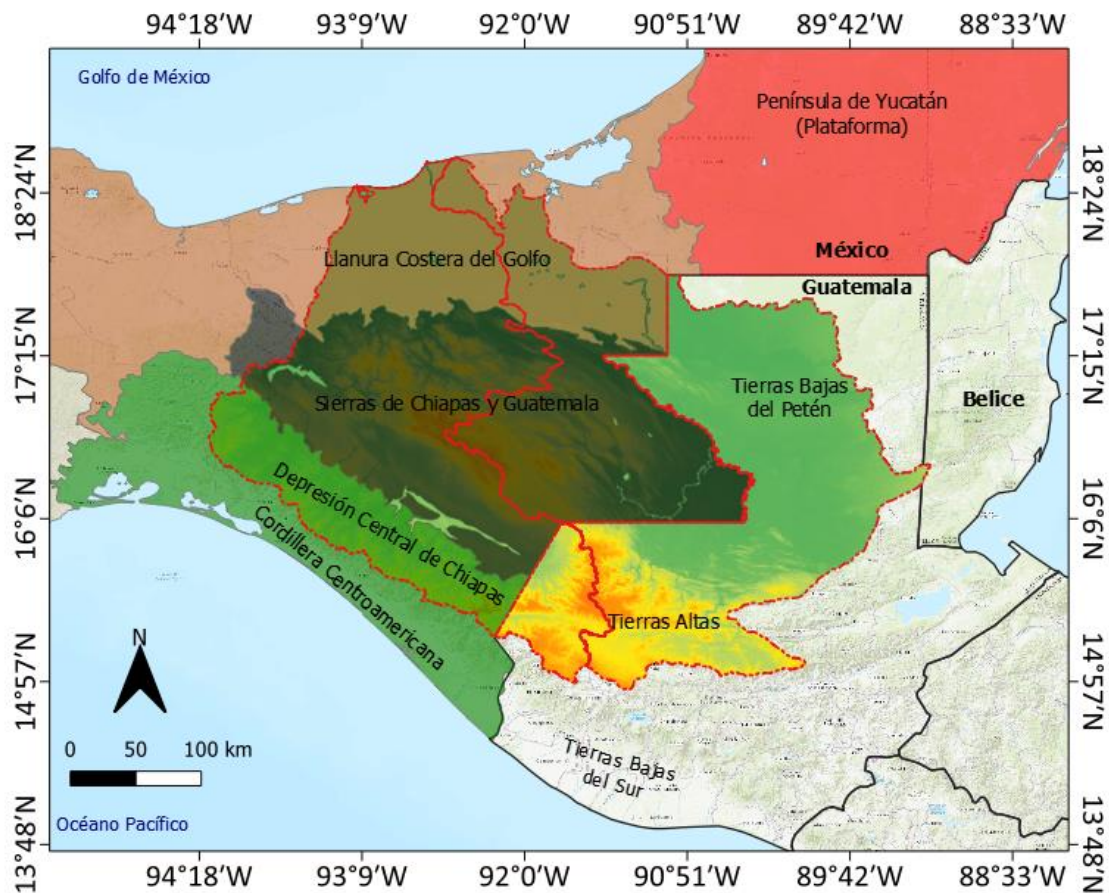 94°18’W 93°9’W 92°0’W 90°51’W 89°42’W 88°33’W
Golfo de México
Península de Yucatán
(Plataforma)
18°24’N
18°24’N
Llanura Costera del Golfo
México
Guatemala
17°15’N
17°15’N
Sierras de Chiapas y Guatemala
Tierras Bajas
del Petén
Belice
16°6’N
16°6’N
Depresión Central de Chiapas
Cordillera Centroamericana
Tierras Altas
N
14°57’N
14°57’N
0 50 100 km
Tierras Bajas
del Sur
Océano Pacífico
13°48’N
13°48’N
94°18’W 93°9’W 92°0’W 90°51’W 89°42’W 88°33’W